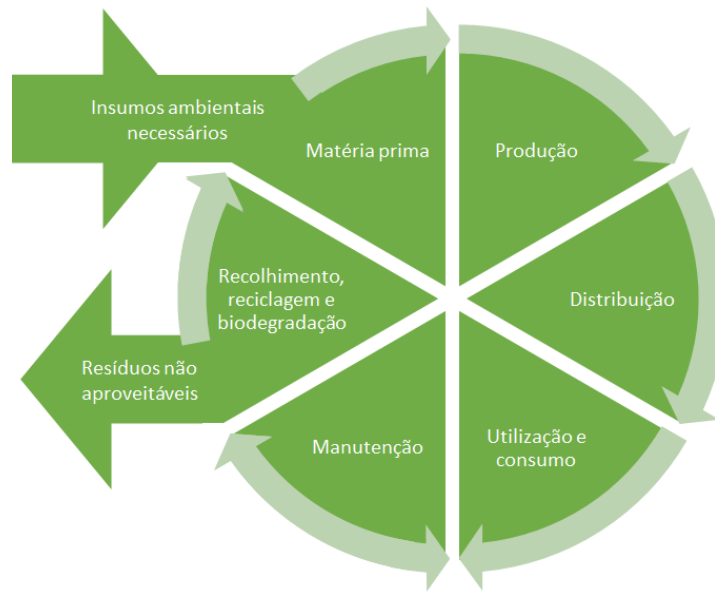 Insumos ambientais
necessários
Matéria prima
Produção
Distribuição
Utilização e
consumo
Manutenção
Recolhimento,
reciclagem e
biodegradação
Resíduos não
aproveitáveis